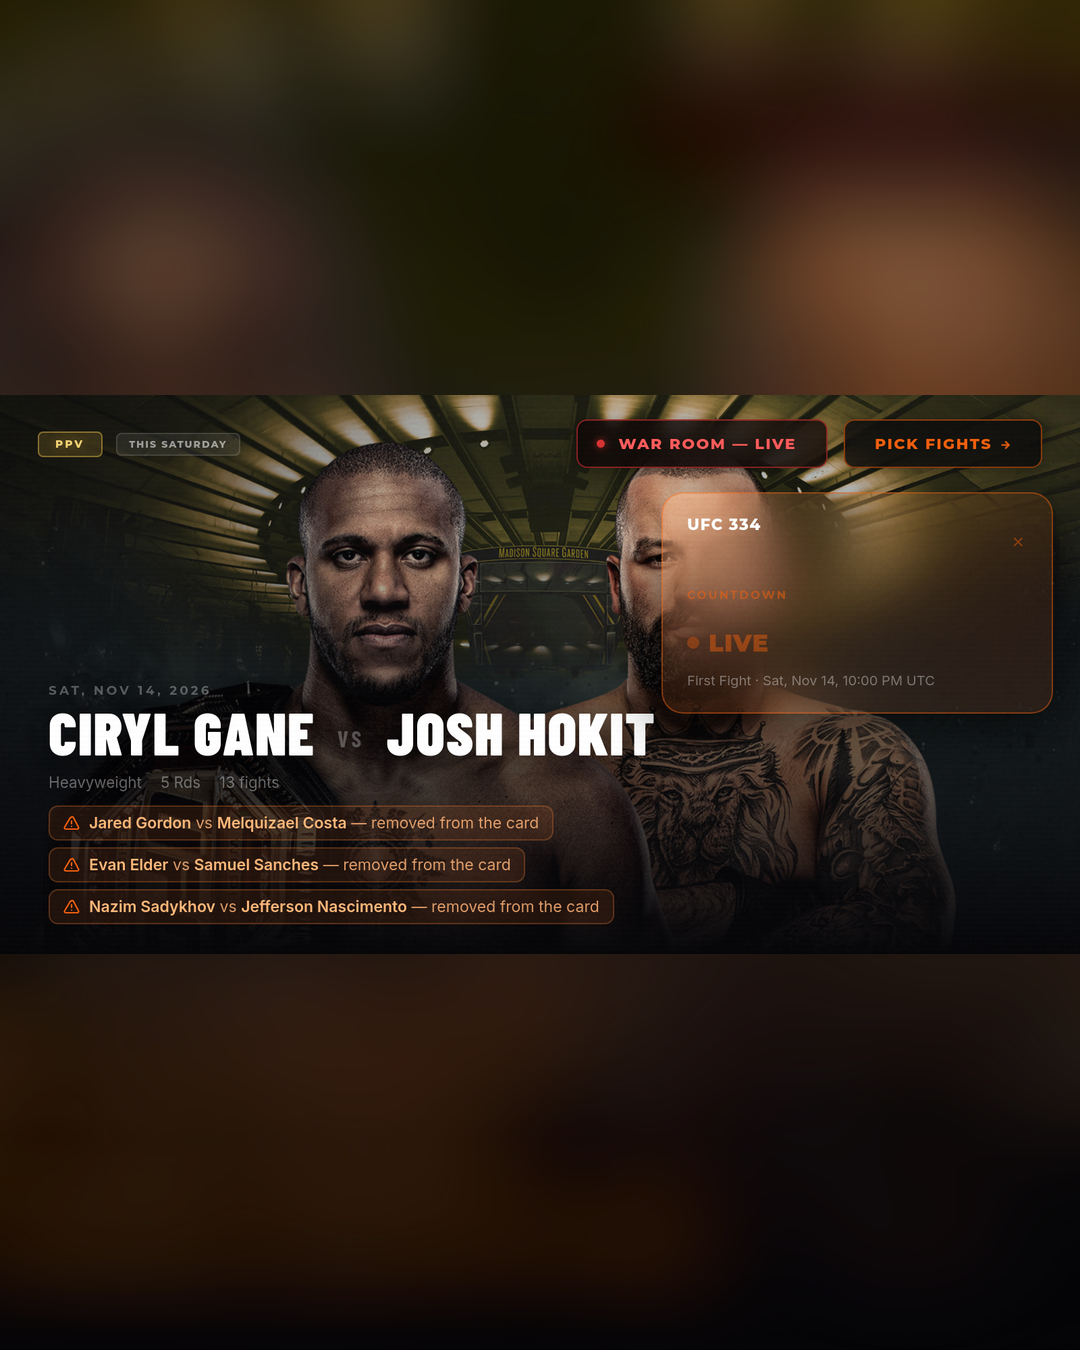 PPV
THIS SATURDAY
WAR ROOM — LIVE
PICK FIGHTS →
MADISON SQUARE GARDEN
UFC 334
×
COUNTDOWN
LIVE
First Fight · Sat, Nov 14, 10:00 PM UTC
SAT, NOV 14, 2026
CIRYL GANE VS JOSH HOKIT
Heavyweight 5 Rds 13 fights
Jared Gordon vs Melquizael Costa — removed from the card
Evan Elder vs Samuel Sanches — removed from the card
Nazim Sadykhov vs Jefferson Nascimento — removed from the card